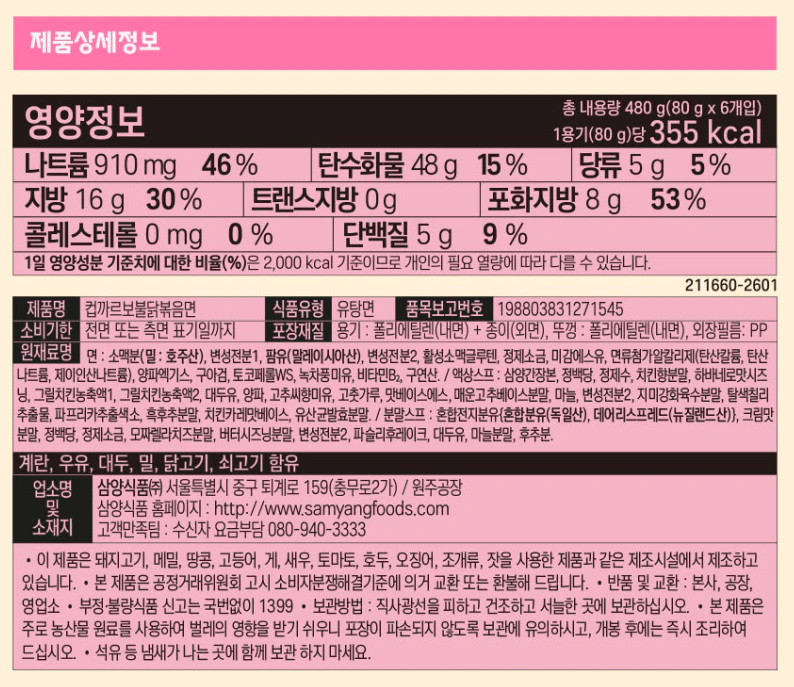 제품상세정보
영양정보
총 내용량 480 g(80 g x 6개입)
1용기(80 g)당 355 kcal
나트륨 910 mg 46 % 탄수화물 48 g 15 % 당류 5 g 5 %
지방 16 g 30 % 트랜스지방 0 g 포화지방 8 g 53 %
콜레스테롤 0 mg 0 % 단백질 5 g 9 %
1일 영양성분 기준치에 대한 비율(%)은 2,000 kcal 기준이므로 개인의 필요 열량에 따라 다를 수 있습니다.
211660-2601
제품명 컵까르보불닭볶음면 식품유형 유탕면 품목보고번호 198803831271545
소비기한 전면 또는 측면 표기일까지 포장재질 용기 : 폴리에틸렌(내면) + 종이(외면), 뚜껑 : 폴리에틸렌(내면), 외장필름: PP
원재료명 면 : 소맥분(밀 : 호주산), 변성전분1, 팜유(말레이시아산), 변성전분2, 활성소맥글루텐, 정제소금, 미감에스유, 면류첨가알칼리제(탄산칼륨, 탄산
나트륨, 제이인산나트륨), 양파엑기스, 구아검, 토코페롤WS, 녹차풍미유, 비타민B₂, 구연산. / 액상스프 : 삼양간장본, 정백당, 정제수, 치킨향분말, 하바네로맛시즈
닝, 그릴치킨농축액1, 그릴치킨농축액2, 대두유, 양파, 고추씨향미유, 고춧가루, 맛베이스에스, 매운고추베이스분말, 마늘, 변성전분2, 지미강화육수분말, 탈색칠리
추출물, 파프리카추출색소, 흑후추분말, 치킨카레맛베이스, 유산균발효분말. / 분말스프 : 혼합전지분유{혼합분유(독일산), 데어리스프레드(뉴질랜드산)}, 크림맛
분말, 정백당, 정제소금, 모짜렐라치즈분말, 버터시즈닝분말, 변성전분2, 파슬리후레이크, 대두유, 마늘분말, 후추분.
계란, 우유, 대두, 밀, 닭고기, 쇠고기 함유
업소명
및
소재지
삼양식품㈜ 서울특별시 중구 퇴계로 159(충무로2가) / 원주공장
삼양식품 홈페이지 : http://www.samyangfoods.com
고객만족팀 : 수신자 요금부담 080-940-3333
• 이 제품은 돼지고기, 메밀, 땅콩, 고등어, 게, 새우, 토마토, 호두, 오징어, 조개류, 잣을 사용한 제품과 같은 제조시설에서 제조하고
있습니다. • 본 제품은 공정거래위원회 고시 소비자분쟁해결기준에 의거 교환 또는 환불해 드립니다. • 반품 및 교환 : 본사, 공장,
영업소 • 부정·불량식품 신고는 국번없이 1399 • 보관방법 : 직사광선을 피하고 건조하고 서늘한 곳에 보관하십시오. • 본 제품은
주로 농산물 원료를 사용하여 벌레의 영향을 받기 쉬우니 포장이 파손되지 않도록 보관에 유의하시고, 개봉 후에는 즉시 조리하여
드십시오. • 석유 등 냄새가 나는 곳에 함께 보관 하지 마세요.